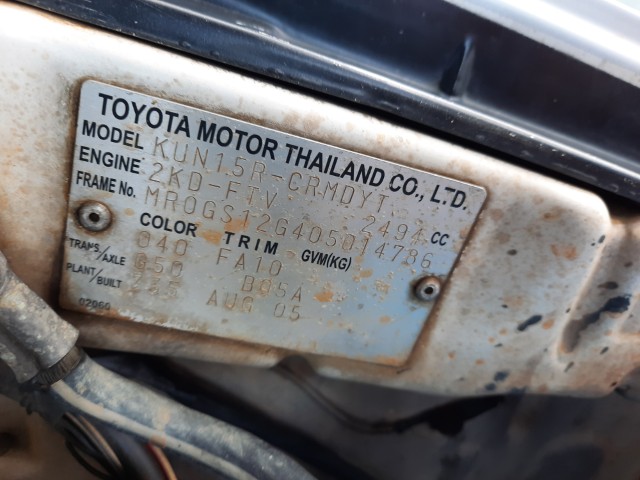 TOYOTA MOTOR THAILAND CO., LTD.
MODEL KUN15R-CRMDYT
ENGINE 2KD-FTV 2494 CC
FRAME No. MR0GS12G405014786
COLOR TRIM GVM(KG)
040 FA10
TRANS./AXLE G50 B05A
PLANT/BUILT AUG 05
02060